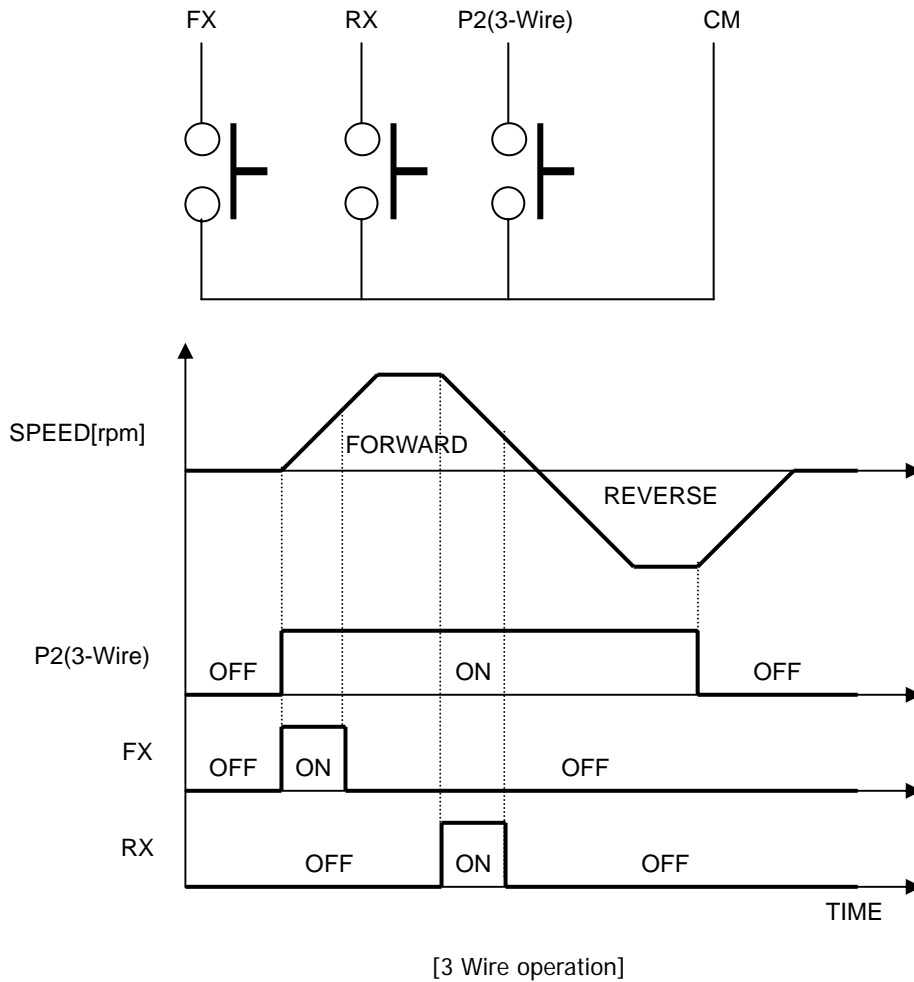 FX RX P2(3-Wire) CM
SPEED[rpm]
FORWARD
REVERSE
P2(3-Wire)
OFF ON OFF
FX
OFF ON OFF
RX
OFF ON OFF
TIME
[3 Wire operation]